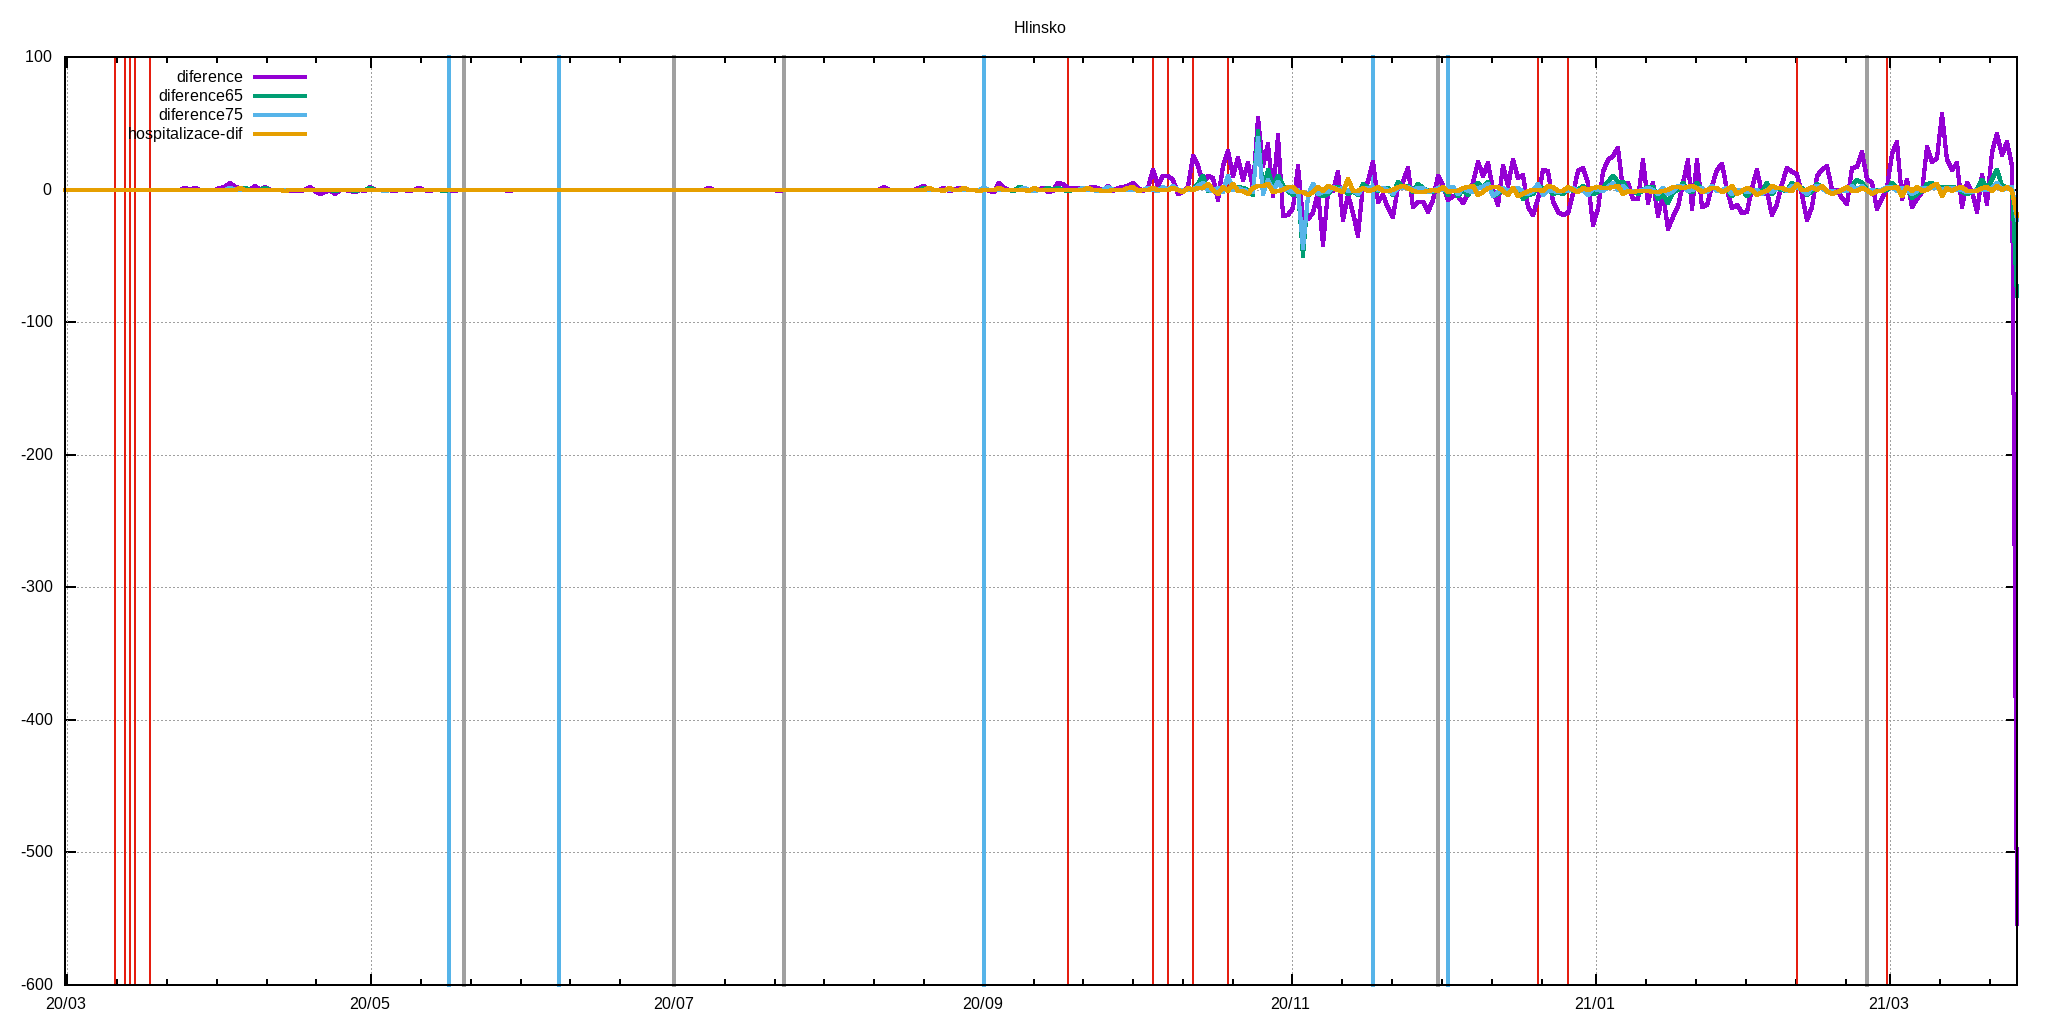 Hlinsko
100
0
-100
-200
-300
-400
-500
-600
diference
diference65
diference75
hospitalizace-dif
20/03 20/05 20/07 20/09 20/11 21/01 21/03